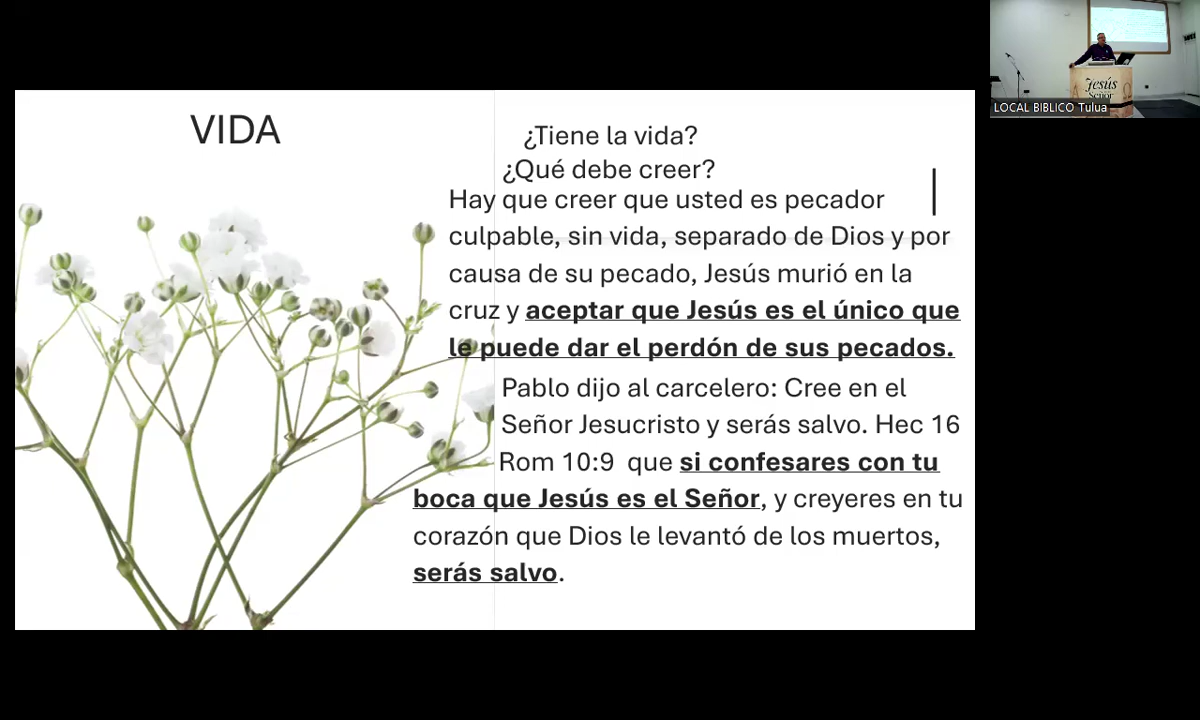 VIDA
¿Tiene la vida?
¿Qué debe creer?
Hay que creer que usted es pecador
culpable, sin vida, separado de Dios y por
causa de su pecado, Jesús murió en la
cruz y aceptar que Jesús es el único que
le puede dar el perdón de sus pecados.
Pablo dijo al carcelero: Cree en el
Señor Jesucristo y serás salvo. Hec 16
Rom 10:9 que si confesares con tu
boca que Jesús es el Señor, y creyeres en tu
corazón que Dios le levantó de los muertos,
serás salvo.
Jesús
Señor
LOCAL BIBLICO Tulua